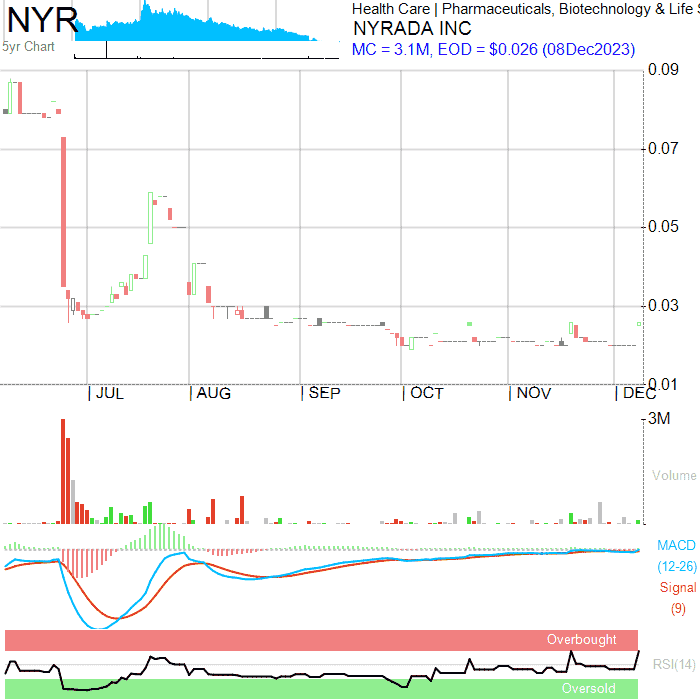 NYR
5yr Chart
Health Care | Pharmaceuticals, Biotechnology & Life S
NYRADA INC
MC = 3.1M, EOD = $0.026 (08Dec2023)
0.09
0.07
0.05
0.03
0.01
JUL AUG SEP OCT NOV DEC
3M
Volume
MACD
(12-26)
Signal
(9)
Overbought
RSI(14)
Oversold